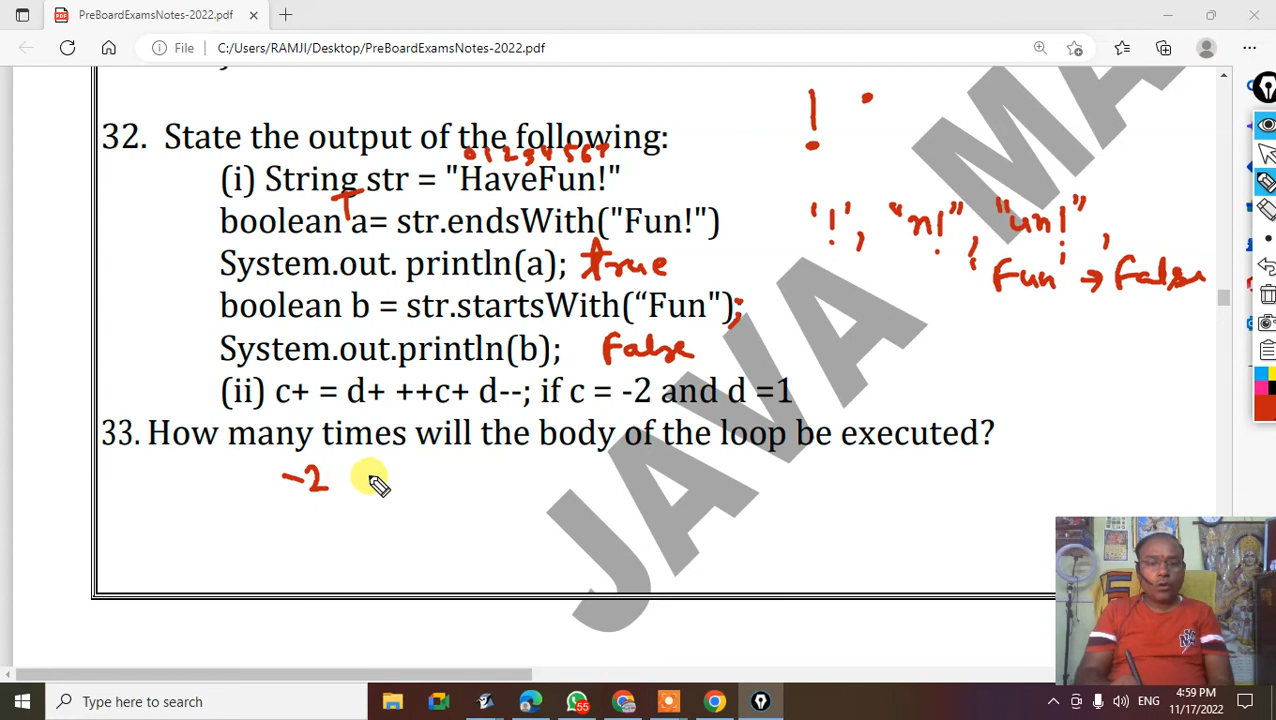 PreBoardExamsNotes-2022.pdf
File C:/Users/RAMJI/Desktop/PreBoardExamsNotes-2022.pdf
! .
32. State the output of the following:
0 1 2 3 4 5 6 7
(i) String str = "HaveFun!"
T
boolean a= str.endsWith("Fun!")
'!', "n!", "un!",
System.out. println(a); true
'Fun' → False
boolean b = str.startsWith(“Fun");
System.out.println(b); False
(ii) c+ = d+ ++c+ d--; if c = -2 and d =1
33. How many times will the body of the loop be executed?
-2
JAVA MA
Type here to search
55
4:59 PM
11/17/2022